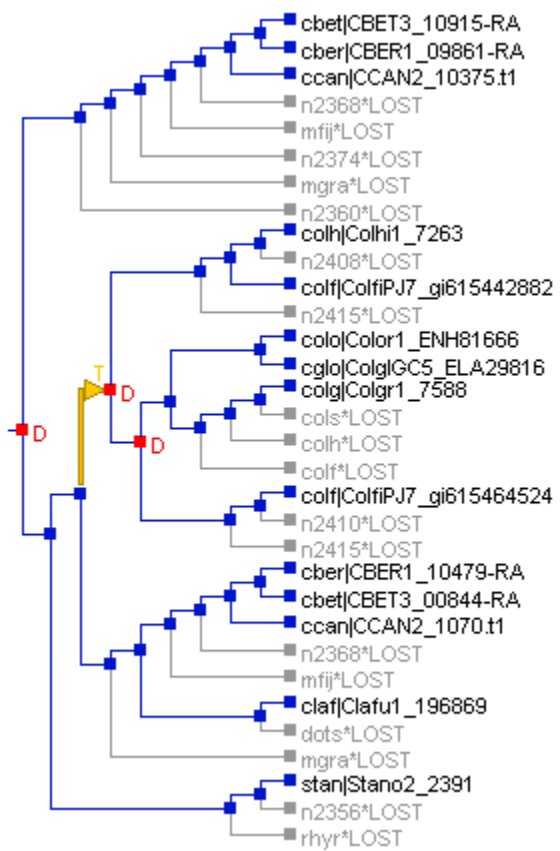 cbet|CBET3_10915-RA
cber|CBER1_09861-RA
ccan|CCAN2_10375.t1
n2368*LOST
mfij*LOST
n2374*LOST
mgra*LOST
n2360*LOST
colh|Colhi1_7263
n2408*LOST
colf|ColfiPJ7_gi615442882
n2415*LOST
colo|Color1_ENH81666
cglo|ColglGC5_ELA29816
T
D
colg|Colgr1_7588
cols*LOST
D
D
colh*LOST
colf*LOST
colf|ColfiPJ7_gi615464524
n2410*LOST
n2415*LOST
cber|CBER1_10479-RA
cbet|CBET3_00844-RA
ccan|CCAN2_1070.t1
n2368*LOST
mfij*LOST
claf|Clafu1_196869
dots*LOST
mgra*LOST
stan|Stano2_2391
n2356*LOST
rhyr*LOST